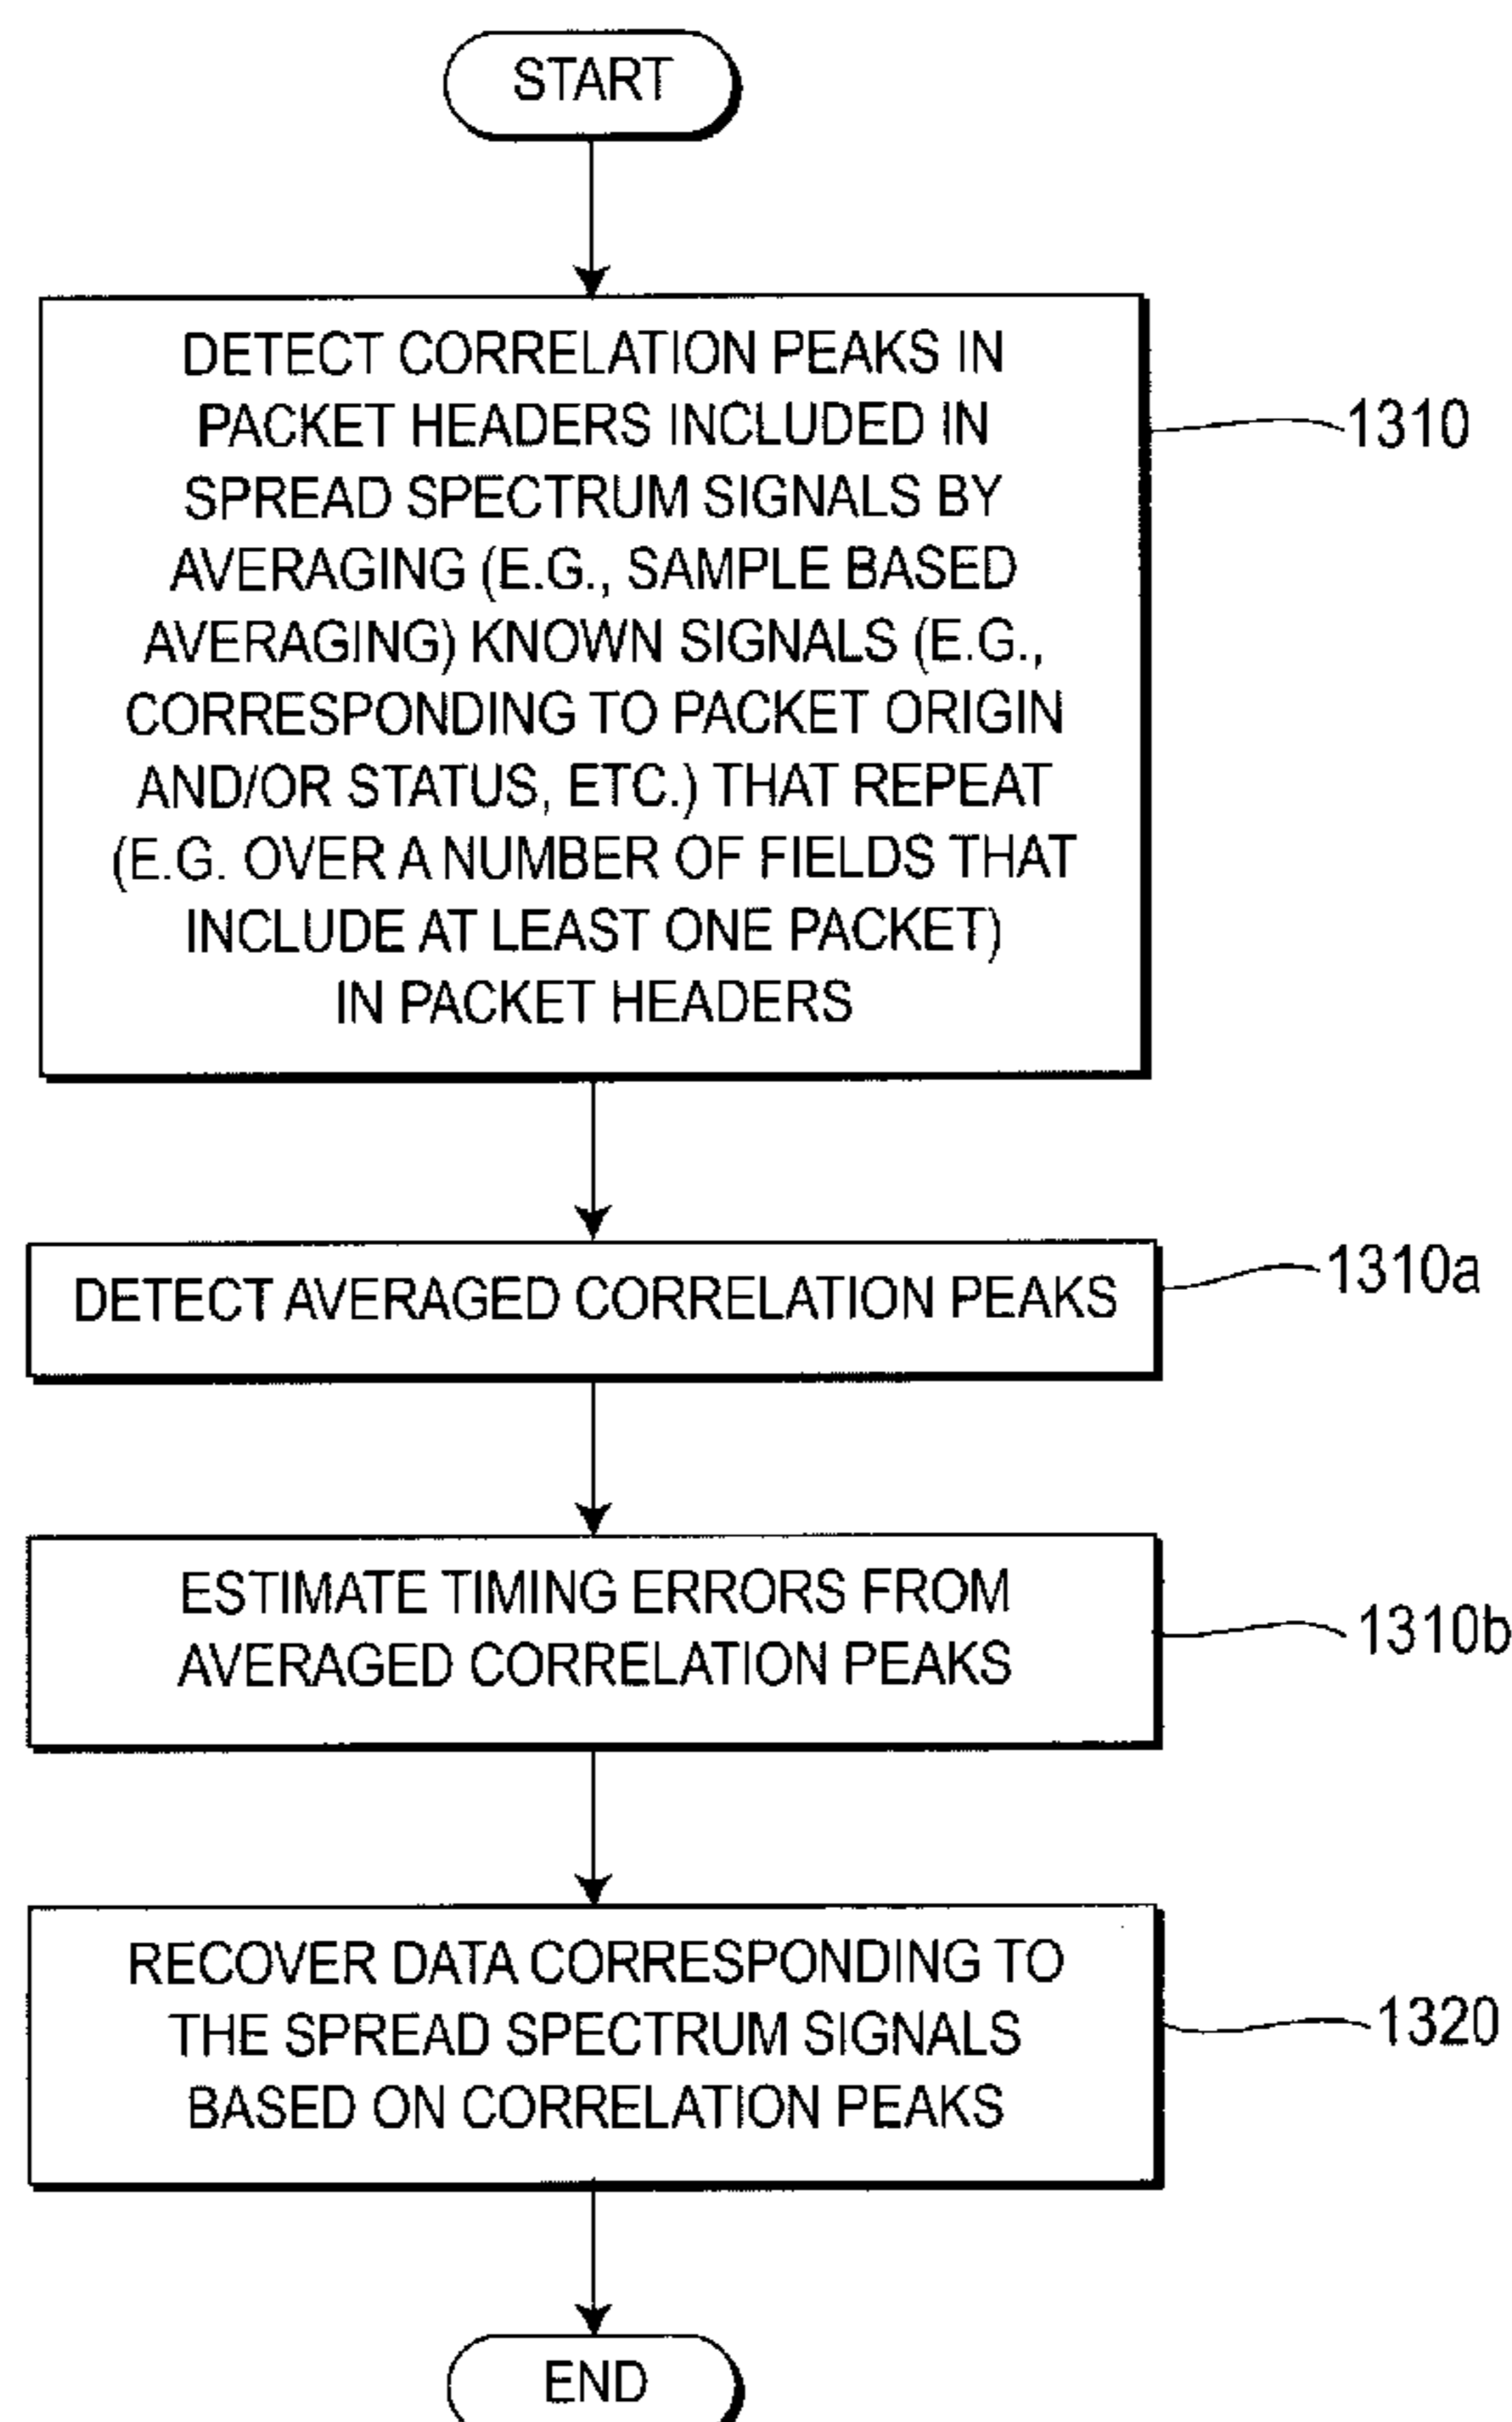 START
DETECT CORRELATION PEAKS IN
PACKET HEADERS INCLUDED IN
SPREAD SPECTRUM SIGNALS BY
AVERAGING (E.G., SAMPLE BASED
AVERAGING) KNOWN SIGNALS (E.G.,
CORRESPONDING TO PACKET ORIGIN
AND/OR STATUS, ETC.) THAT REPEAT
(E.G. OVER A NUMBER OF FIELDS THAT
INCLUDE AT LEAST ONE PACKET)
IN PACKET HEADERS
1310
DETECT AVERAGED CORRELATION PEAKS
1310a
ESTIMATE TIMING ERRORS FROM
AVERAGED CORRELATION PEAKS
1310b
RECOVER DATA CORRESPONDING TO
THE SPREAD SPECTRUM SIGNALS
BASED ON CORRELATION PEAKS
1320
END